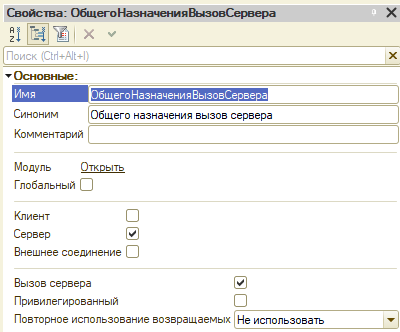 Свойства: ОбщегоНазначенияВызовСервера
Поиск (Ctrl+Alt+I)
Основные:
Имя ОбщегоНазначенияВызовСервера
Синоним Общего назначения вызов сервера
Комментарий
Модуль Открыть
Глобальный
Клиент
Сервер
Внешнее соединение
Вызов сервера
Привилегированный
Повторное использование возвращаемых Не использовать